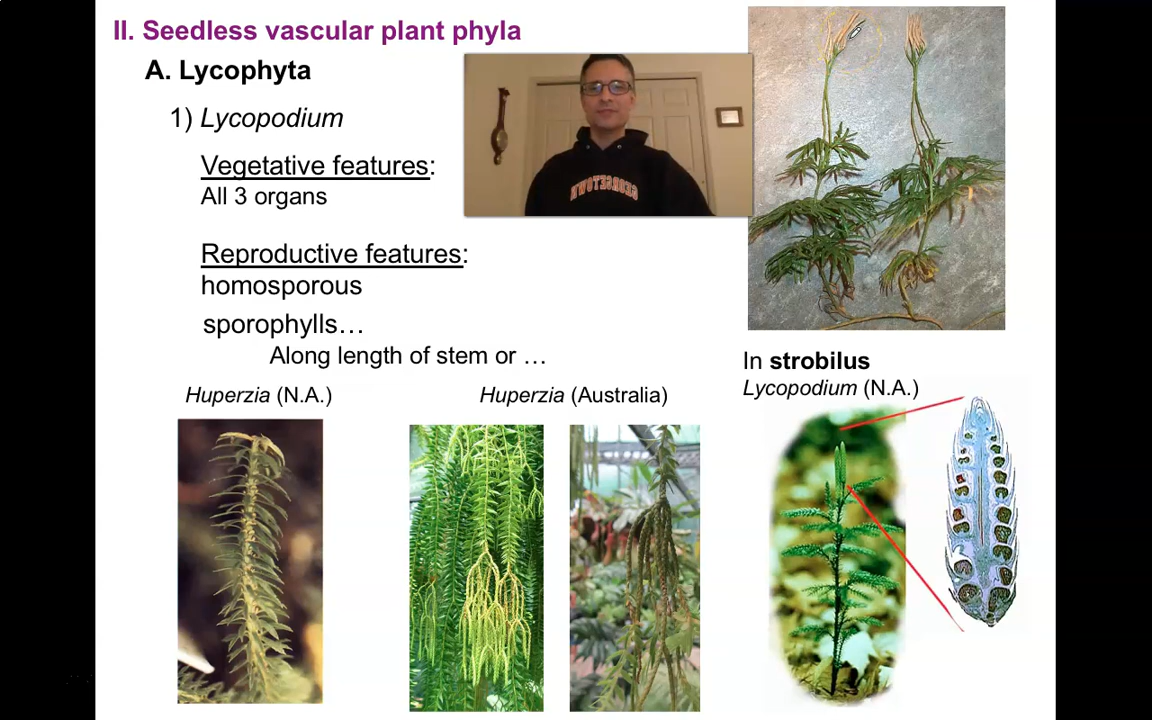 II. Seedless vascular plant phyla
A. Lycophyta
1) Lycopodium
Vegetative features:
All 3 organs
GEORGETOWN
Reproductive features:
homosporous
sporophylls…
Along length of stem or …
In strobilus
Huperzia (N.A.)
Huperzia (Australia)
Lycopodium (N.A.)